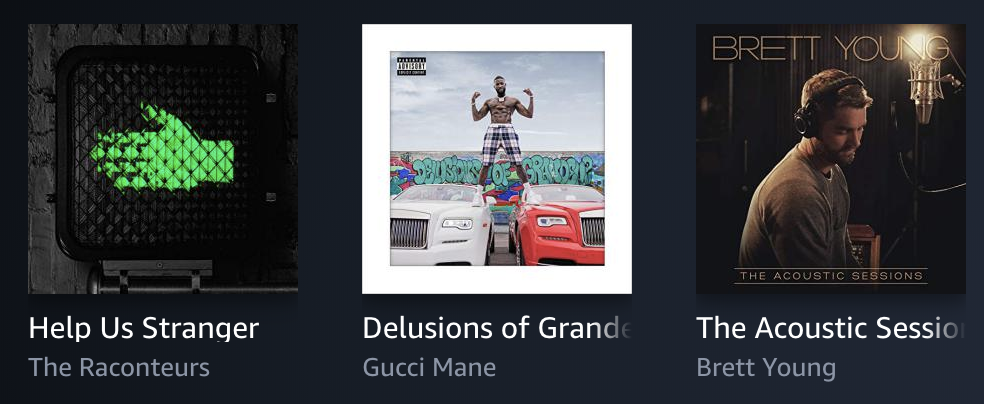 PARENTAL
ADVISORY
EXPLICIT CONTENT
DELUSIONS OF GRANDEUR
BRETT YOUNG
THE ACOUSTIC SESSIONS
Help Us Stranger
Delusions of Grande
The Acoustic Session
The Raconteurs
Gucci Mane
Brett Young